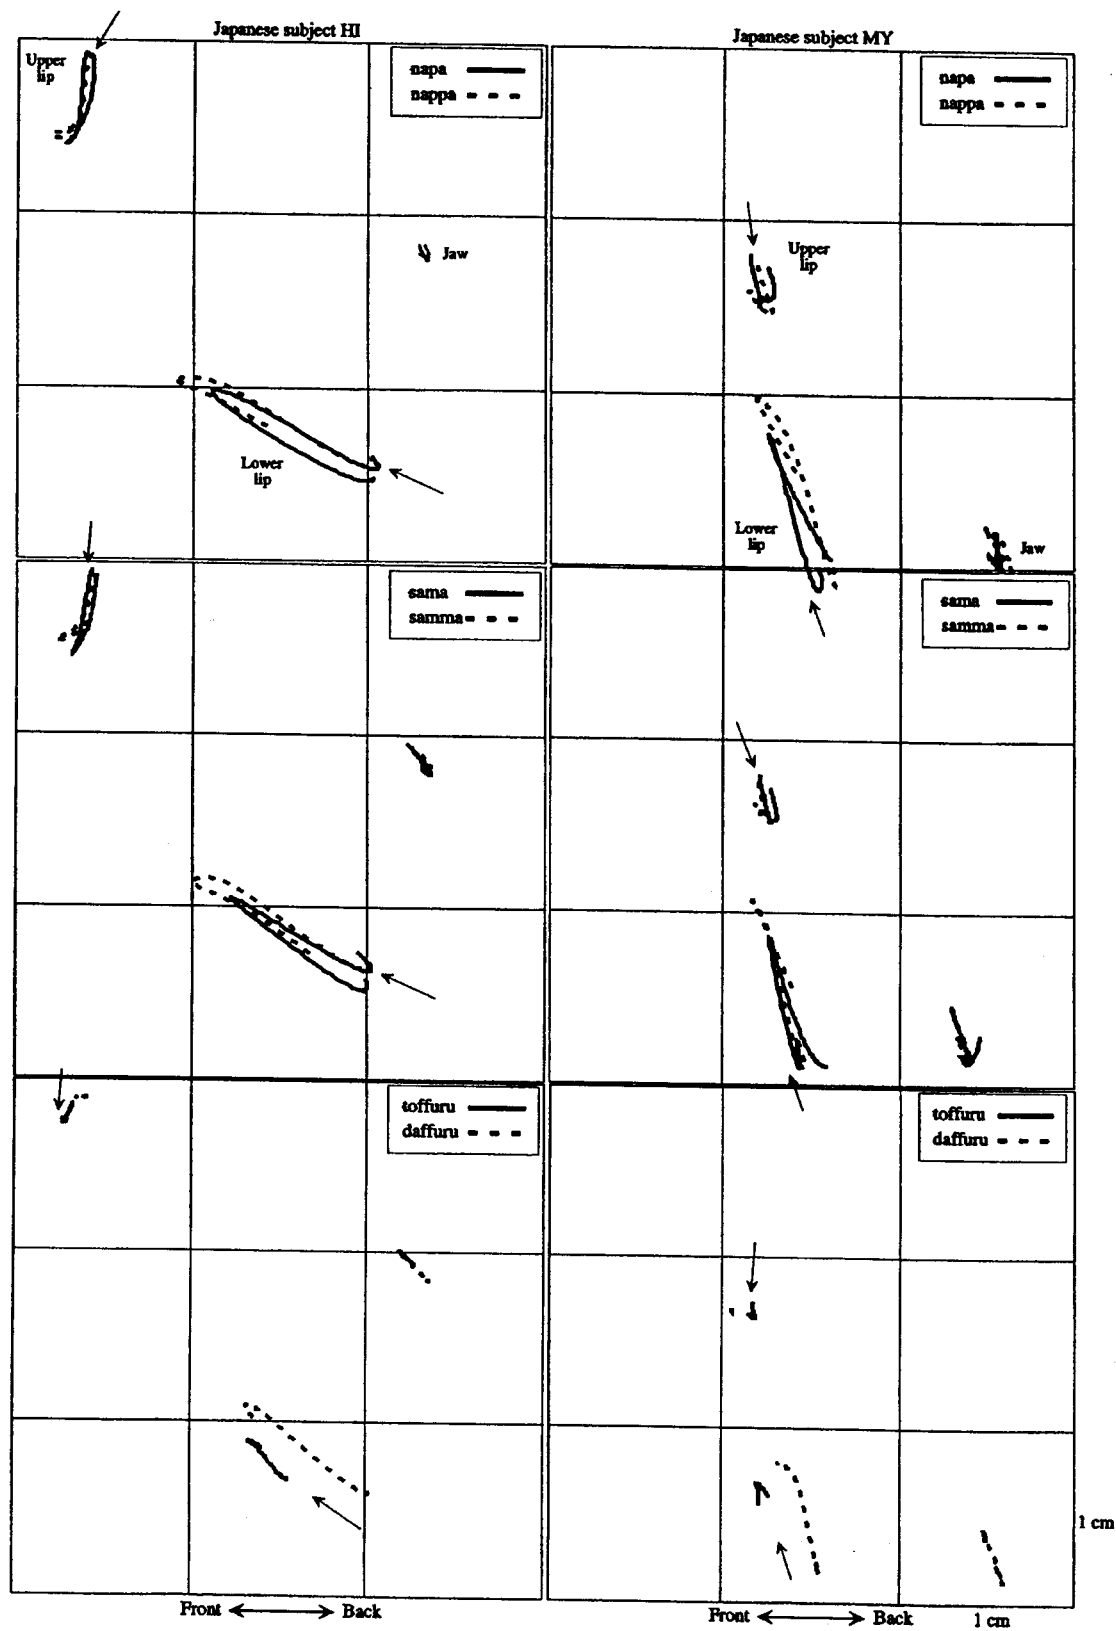 Japanese subject HI
Japanese subject MY
Upper
lip
napa
nappa
Jaw
Lower
lip
napa
nappa
Upper
lip
Lower
lip
Jaw
sama
samma
sama
samma
toffuru
daffuru
toffuru
daffuru
1 cm
Front
Back
Front
Back
1 cm